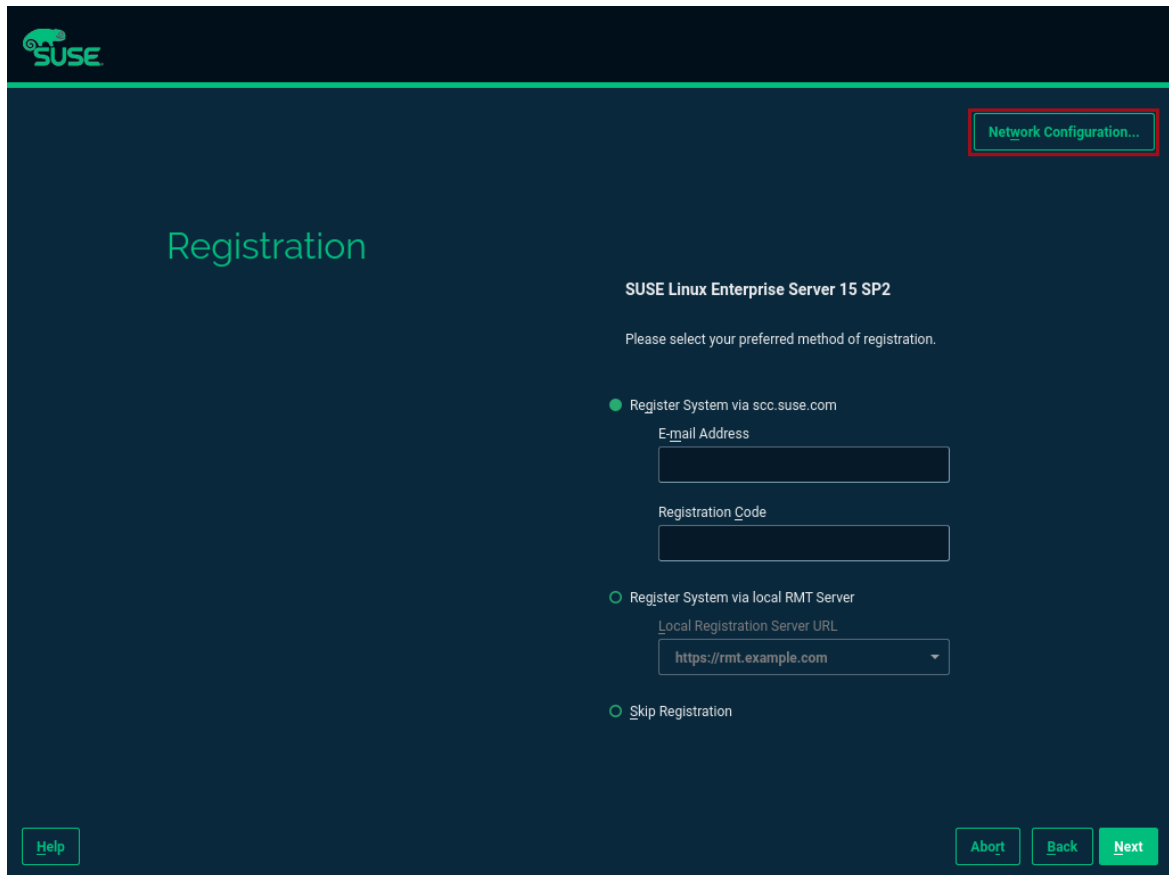 SUSE
Network Configuration...
Registration
SUSE Linux Enterprise Server 15 SP2
Please select your preferred method of registration.
Register System via scc.suse.com
E-mail Address
Registration Code
Register System via local RMT Server
Local Registration Server URL
https://rmt.example.com
Skip Registration
Help
Abort
Back
Next